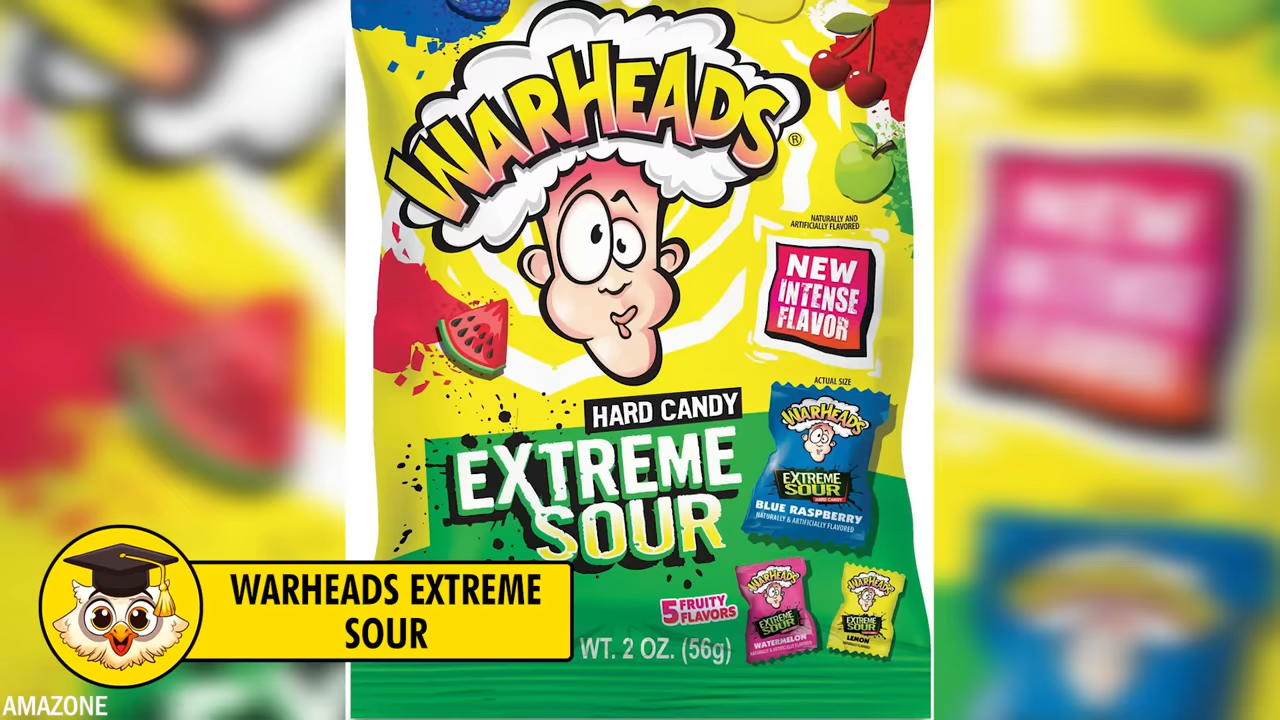 WARHEADS®
NATURALLY AND
ARTIFICIALLY FLAVORED
NEW
INTENSE
FLAVOR
ACTUAL SIZE
HARD CANDY
EXTREME
SOUR
WARHEADS
EXTREME
SOUR
HARD CANDY
BLUE RASPBERRY
NATURALLY & ARTIFICIALLY FLAVORED
5 FRUITY
FLAVORS
WARHEADS
EXTREME
SOUR
WATERMELON
WARHEADS
EXTREME
SOUR
LEMON
WT. 2 OZ. (56g)
WARHEADS EXTREME
SOUR
AMAZONE